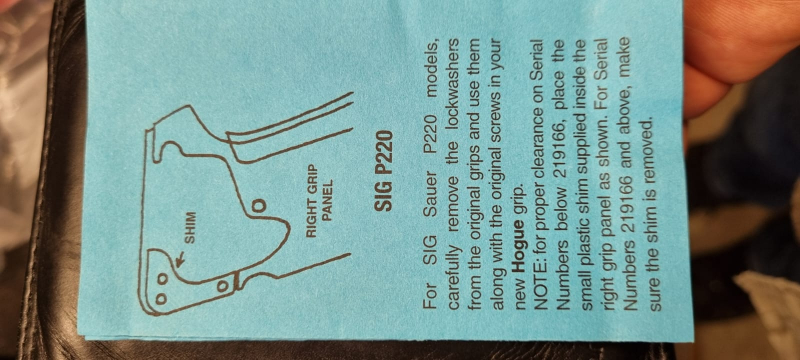 SHIM
RIGHT GRIP
PANEL
SIG P220
For SIG Sauer P220 models,
carefully remove the lockwashers
from the original grips and use them
along with the original screws in your
new Hogue grip.
NOTE: for proper clearance on Serial
Numbers below 219166, place the
small plastic shim supplied inside the
right grip panel as shown. For Serial
Numbers 219166 and above, make
sure the shim is removed.